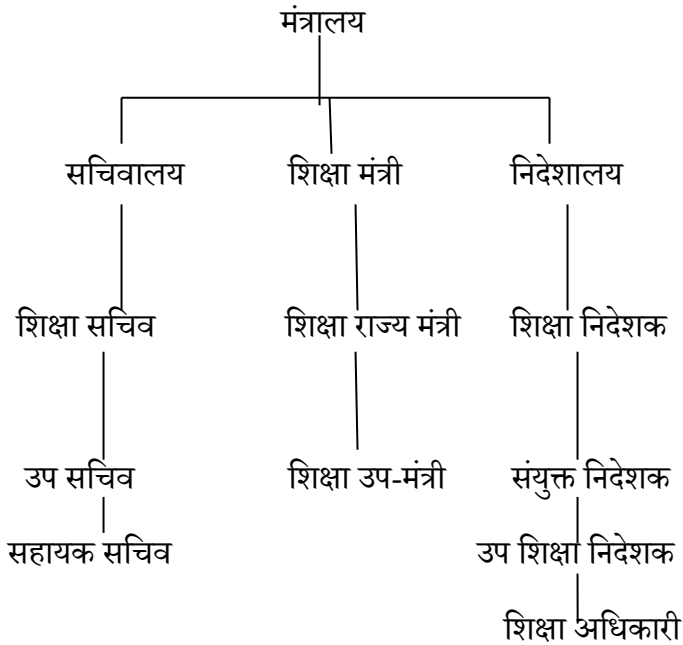 मंत्रालय
सचिवालय शिक्षा मंत्री निदेशालय
शिक्षा सचिव शिक्षा राज्य मंत्री शिक्षा निदेशक
उप सचिव शिक्षा उप-मंत्री संयुक्त निदेशक
सहायक सचिव उप शिक्षा निदेशक
शिक्षा अधिकारी